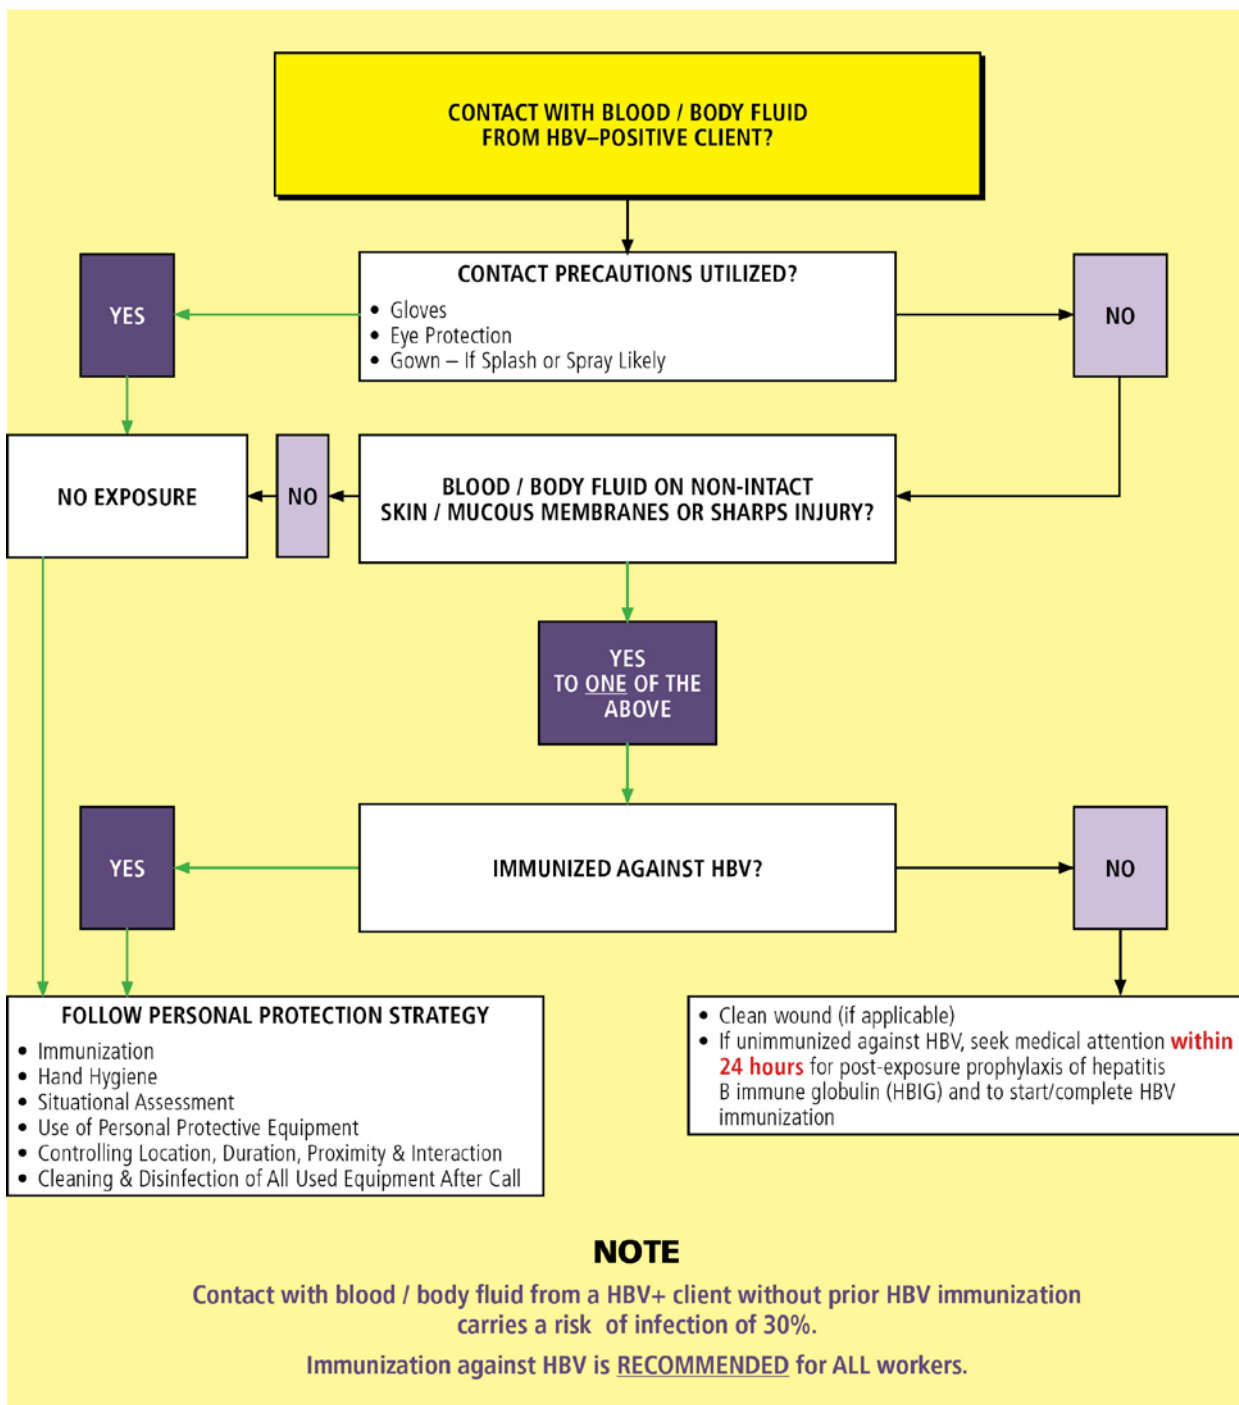 CONTACT WITH BLOOD / BODY FLUID
FROM HBV–POSITIVE CLIENT?
CONTACT PRECAUTIONS UTILIZED?
• Gloves
• Eye Protection
• Gown – If Splash or Spray Likely
YES
NO
NO EXPOSURE
NO
BLOOD / BODY FLUID ON NON-INTACT
SKIN / MUCOUS MEMBRANES OR SHARPS INJURY?
YES
TO ONE OF THE
ABOVE
YES
IMMUNIZED AGAINST HBV?
NO
FOLLOW PERSONAL PROTECTION STRATEGY
• Immunization
• Hand Hygiene
• Situational Assessment
• Use of Personal Protective Equipment
• Controlling Location, Duration, Proximity & Interaction
• Cleaning & Disinfection of All Used Equipment After Call
• Clean wound (if applicable)
• If unimmunized against HBV, seek medical attention within
24 hours for post-exposure prophylaxis of hepatitis
B immune globulin (HBIG) and to start/complete HBV
immunization
NOTE
Contact with blood / body fluid from a HBV+ client without prior HBV immunization
carries a risk of infection of 30%.
Immunization against HBV is RECOMMENDED for ALL workers.